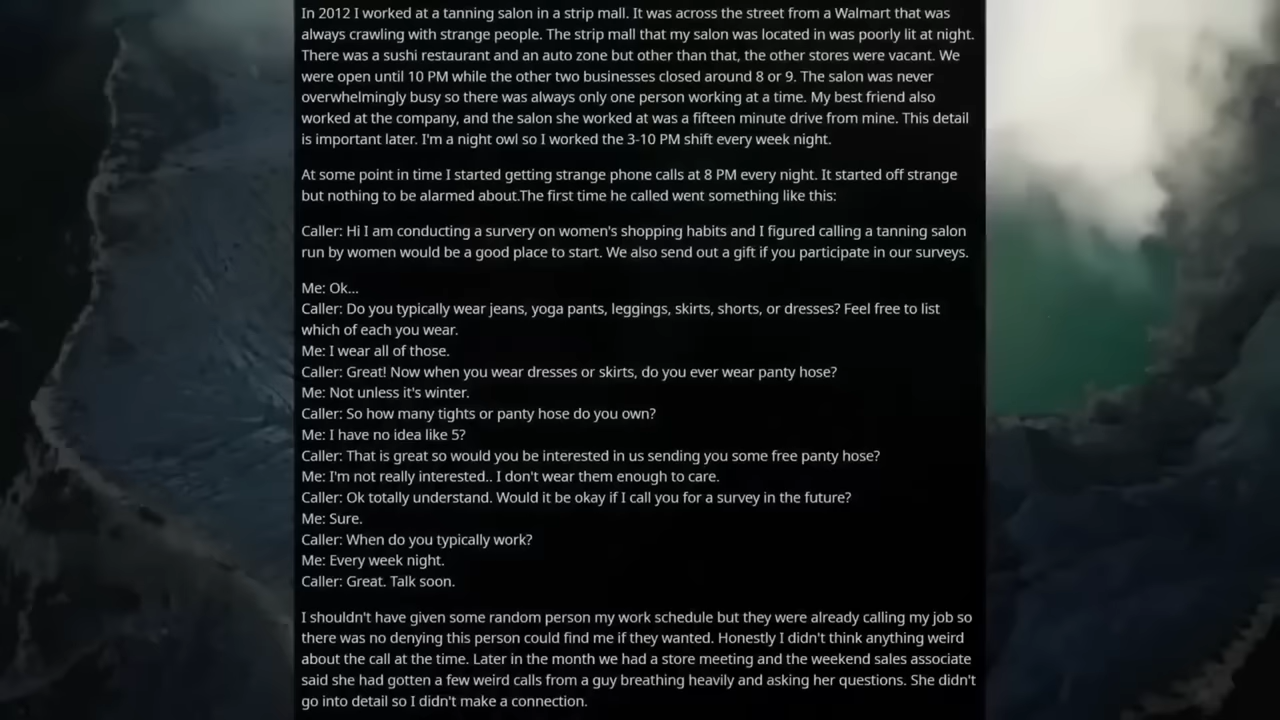 In 2012 I worked at a tanning salon in a strip mall. It was across the street from a Walmart that was
always crawling with strange people. The strip mall that my salon was located in was poorly lit at night.
There was a sushi restaurant and an auto zone but other than that, the other stores were vacant. We
were open until 10 PM while the other two businesses closed around 8 or 9. The salon was never
overwhelmingly busy so there was always only one person working at a time. My best friend also
worked at the company, and the salon she worked at was a fifteen minute drive from mine. This detail
is important later. I'm a night owl so I worked the 3-10 PM shift every week night.
At some point in time I started getting strange phone calls at 8 PM every night. It started off strange
but nothing to be alarmed about.The first time he called went something like this:
Caller: Hi I am conducting a survery on women's shopping habits and I figured calling a tanning salon
run by women would be a good place to start. We also send out a gift if you participate in our surveys.
Me: Ok...
Caller: Do you typically wear jeans, yoga pants, leggings, skirts, shorts, or dresses? Feel free to list
which of each you wear.
Me: I wear all of those.
Caller: Great! Now when you wear dresses or skirts, do you ever wear panty hose?
Me: Not unless it's winter.
Caller: So how many tights or panty hose do you own?
Me: I have no idea like 5?
Caller: That is great so would you be interested in us sending you some free panty hose?
Me: I'm not really interested.. I don't wear them enough to care.
Caller: Ok totally understand. Would it be okay if I call you for a survey in the future?
Me: Sure.
Caller: When do you typically work?
Me: Every week night.
Caller: Great. Talk soon.
I shouldn't have given some random person my work schedule but they were already calling my job so
there was no denying this person could find me if they wanted. Honestly I didn't think anything weird
about the call at the time. Later in the month we had a store meeting and the weekend sales associate
said she had gotten a few weird calls from a guy breathing heavily and asking her questions. She didn't
go into detail so I didn't make a connection.